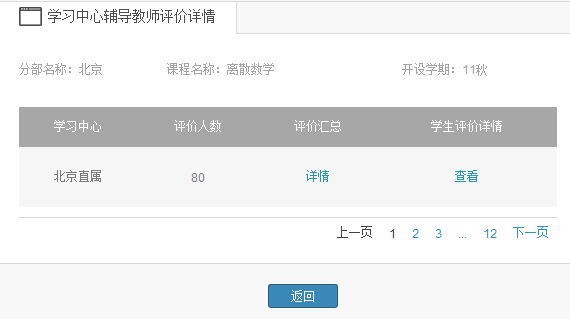 学习中心辅导教师评价详情
分部名称：北京 课程名称：离散数学 开设学期：11秋
学习中心 评价人数 评价汇总 学生评价详情
北京直属 80 详情 查看
上一页 1 2 3 ... 12 下一页
返回